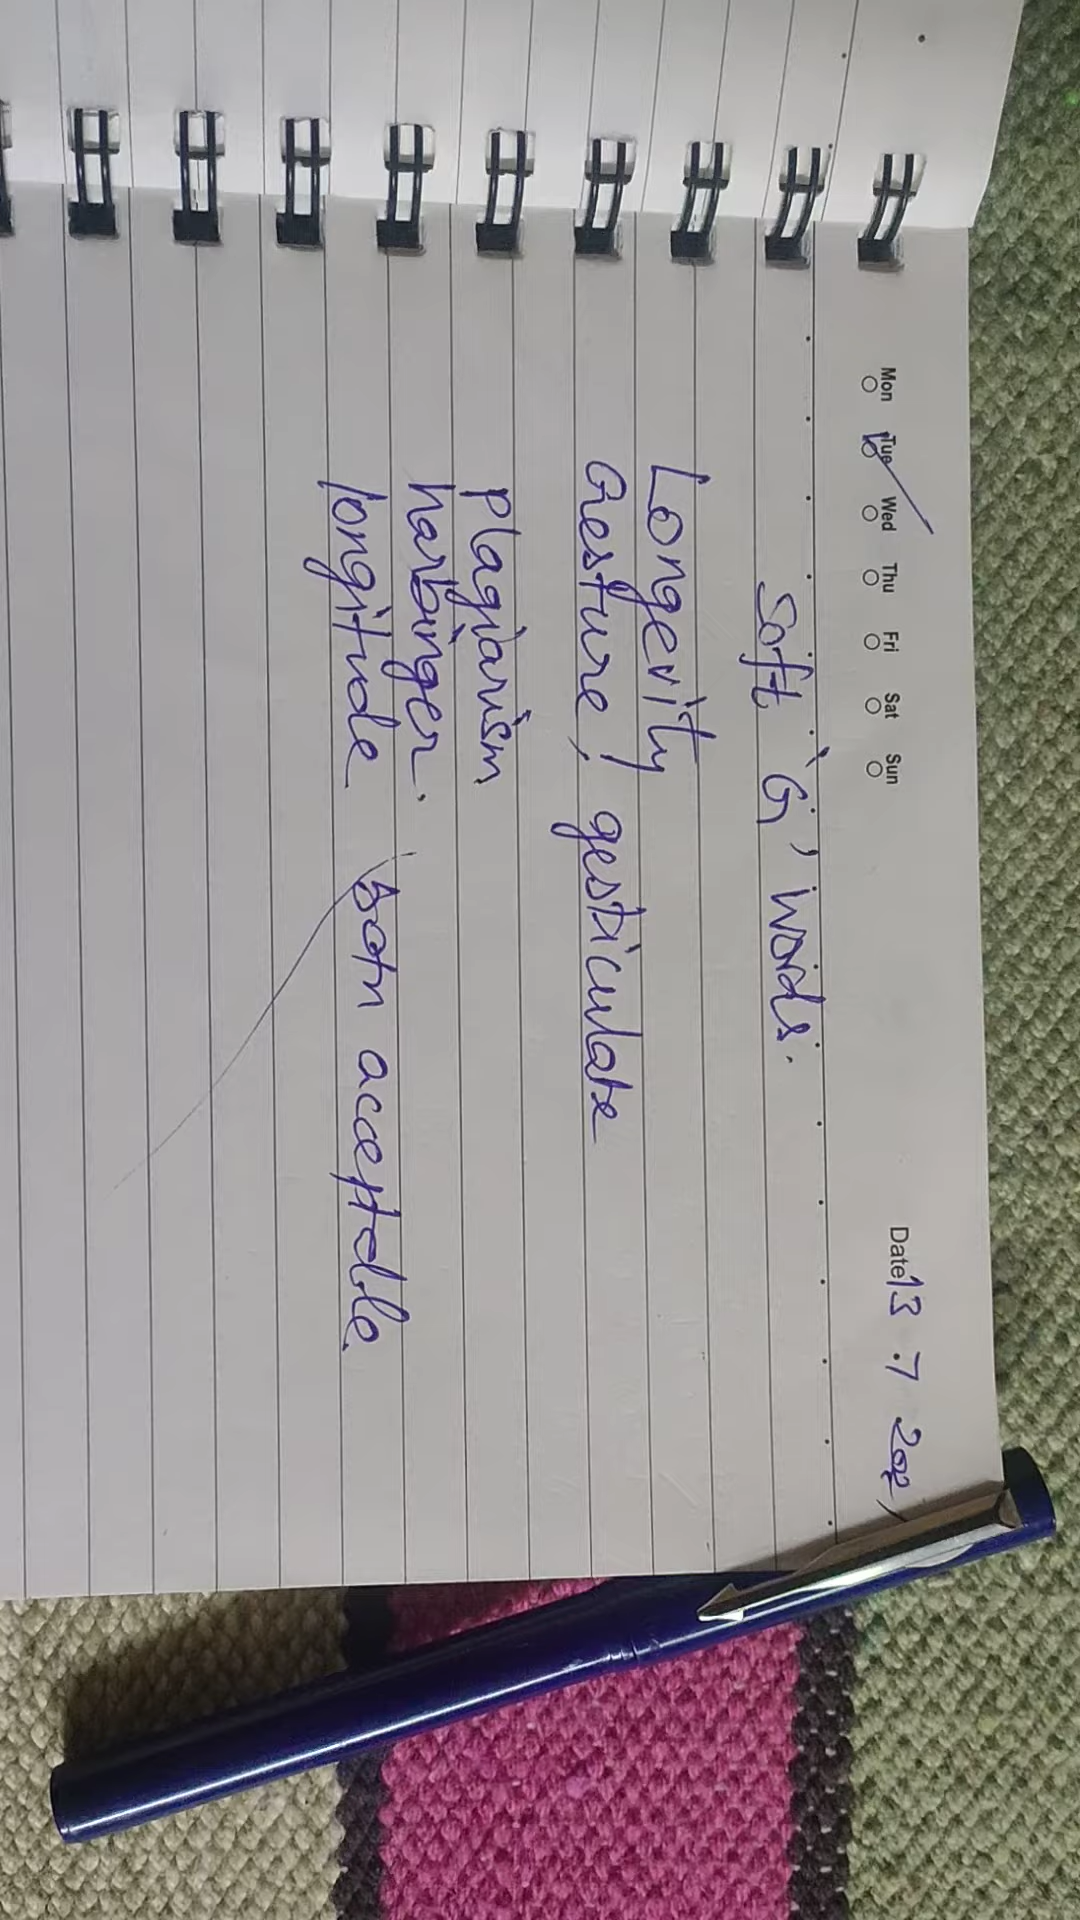 Mon Tue Wed Thu Fri Sat Sun
Date 13 .7
Soft 'G' words.
Longevity
Gesture / gesticulate
Plagiarism
harbinger.
longitude both acceptable